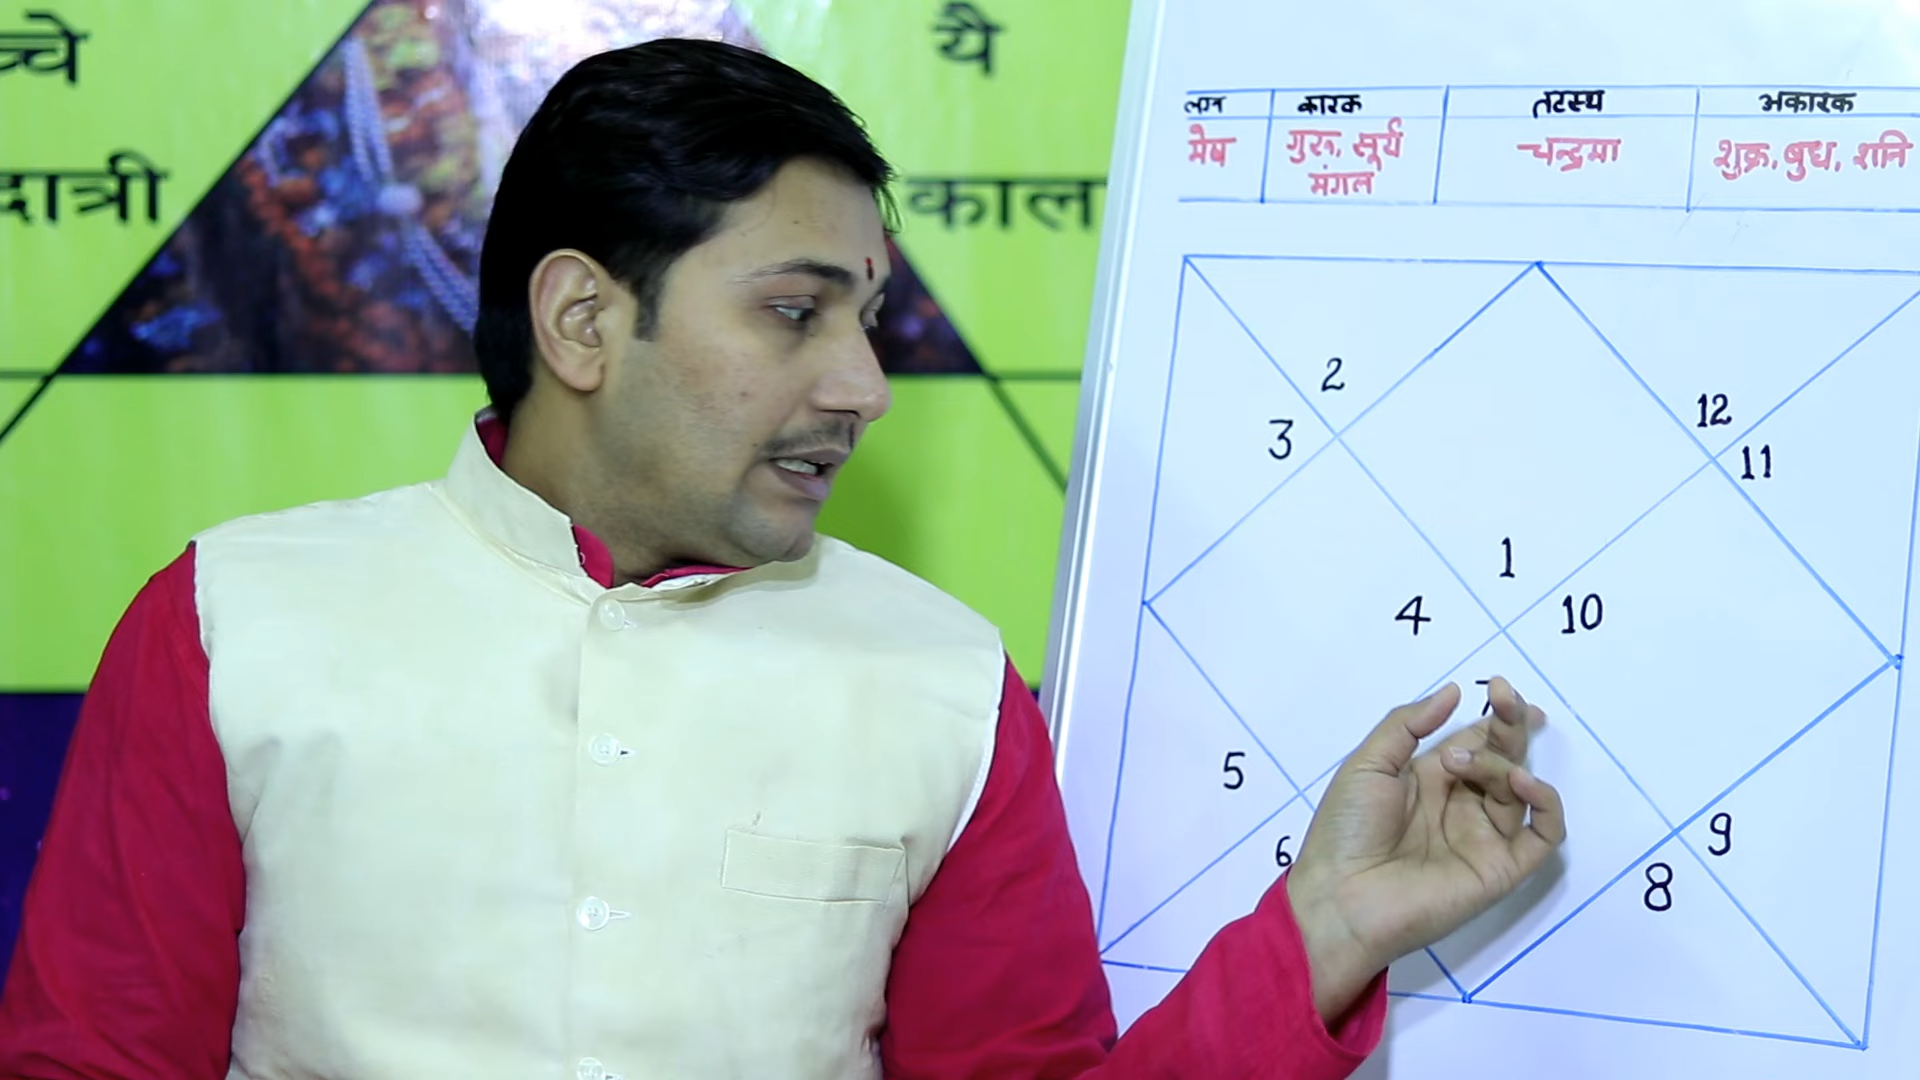 च्चे
यै
दात्री
काल
लग्न कारक तटस्थ अकारक
मेष गुरु, सूर्य चन्द्रमा शुक्र, बुध, शनि
मंगल
2
12
3
11
1
4
10
7
5
9
6
8